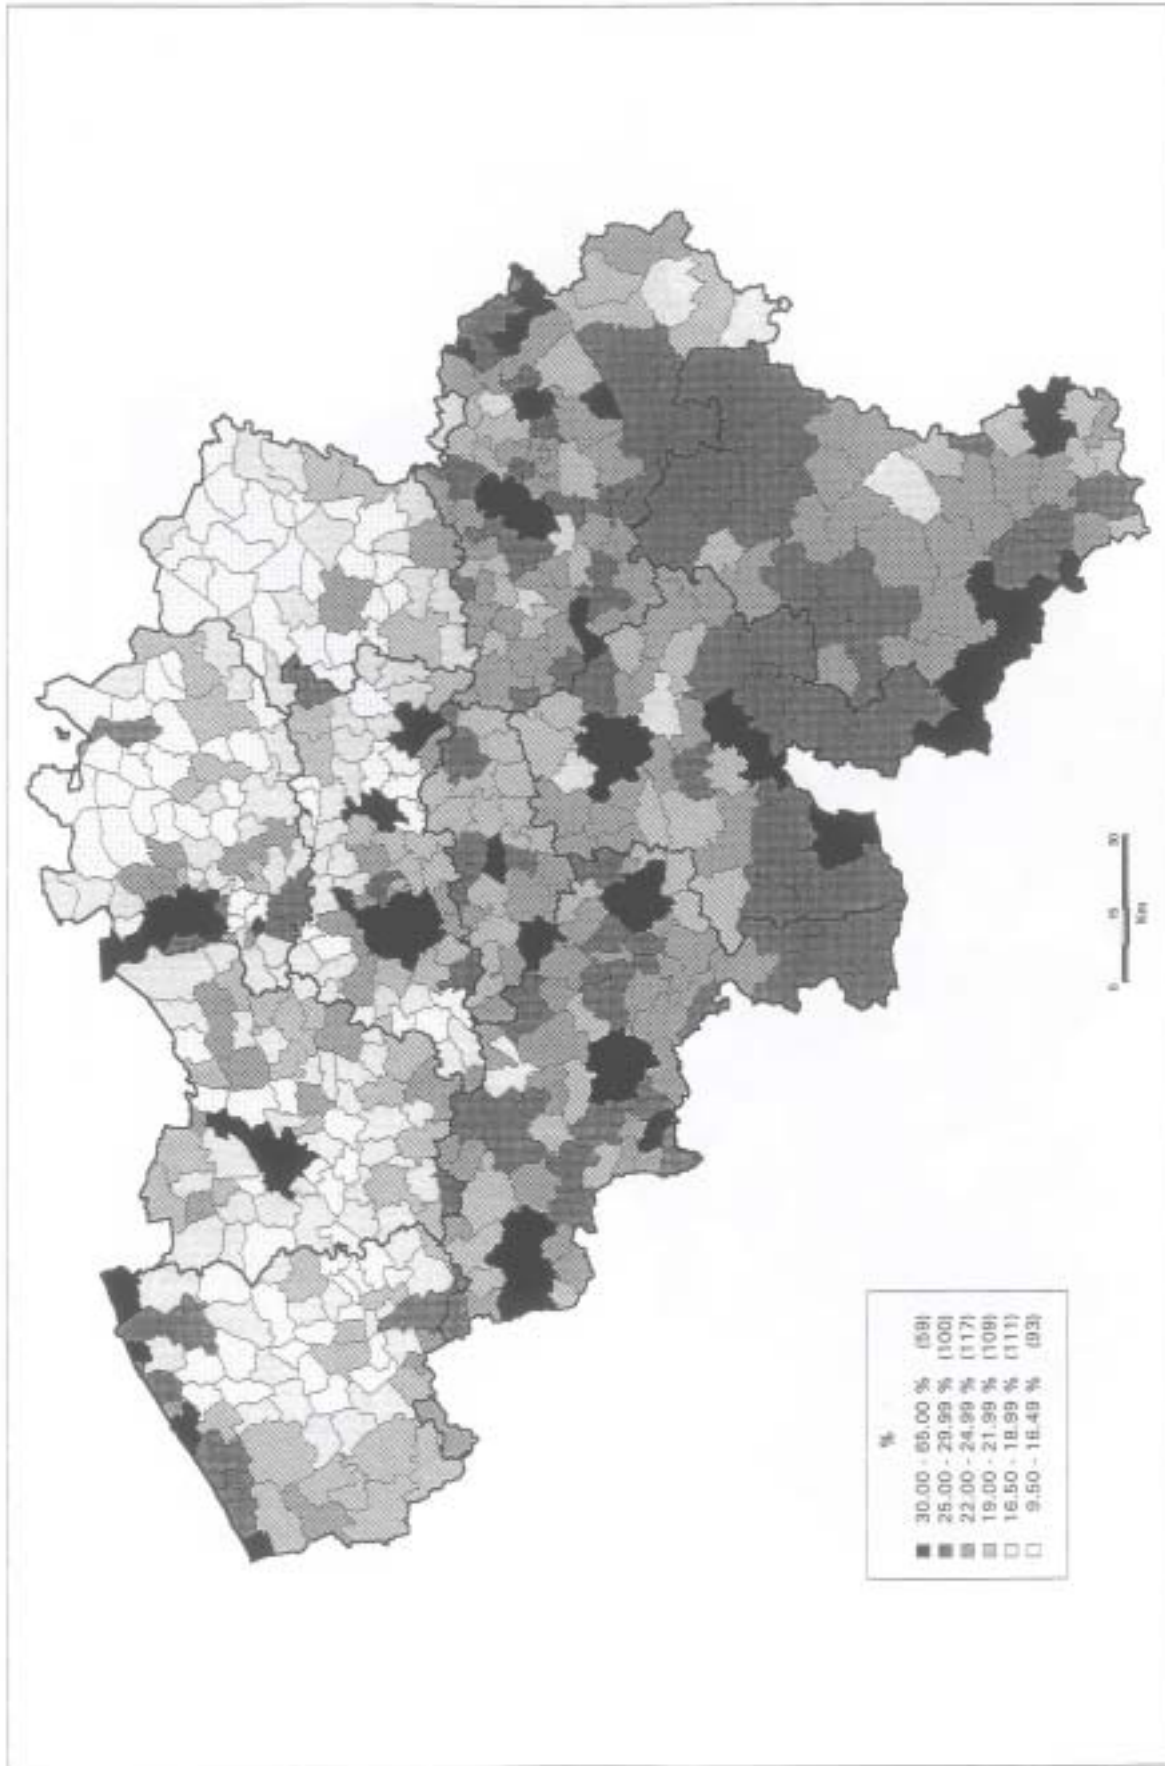 %
30.00 - 65.00 % (59)
25.00 - 29.99 % (100)
22.00 - 24.99 % (117)
19.00 - 21.99 % (109)
16.50 - 18.99 % (111)
9.50 - 16.49 % (93)
0 15 30
Km